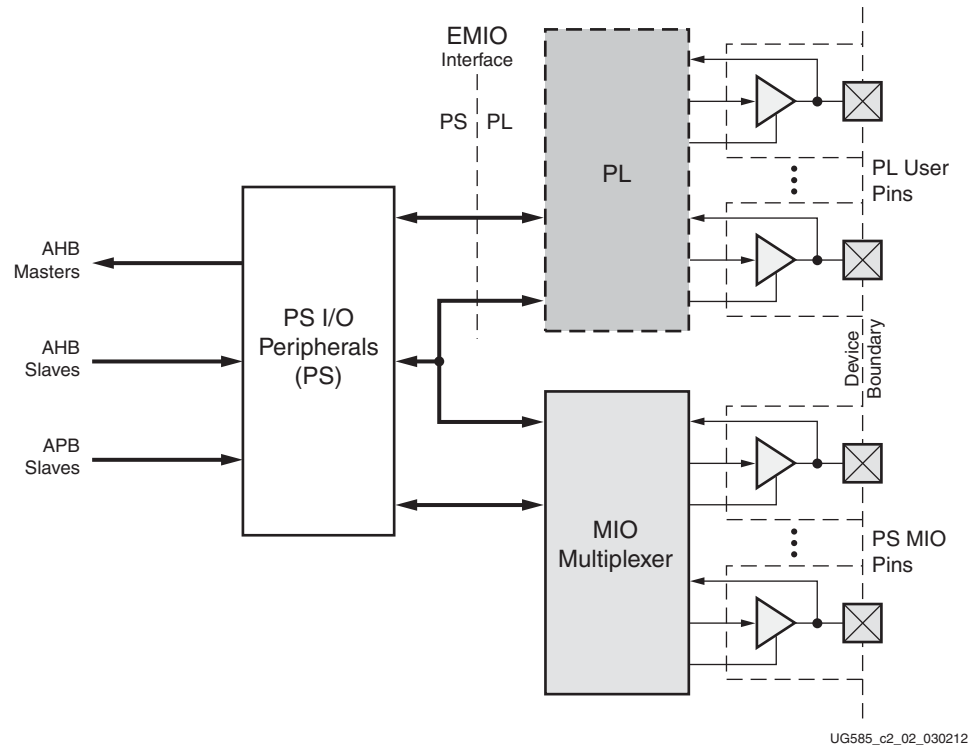 EMIO
Interface
PS
PL
PL
PL User
Pins
AHB
Masters
PS I/O
Peripherals
(PS)
AHB
Slaves
APB
Slaves
Device
Boundary
MIO
Multiplexer
PS MIO
Pins
UG585_c2_02_030212